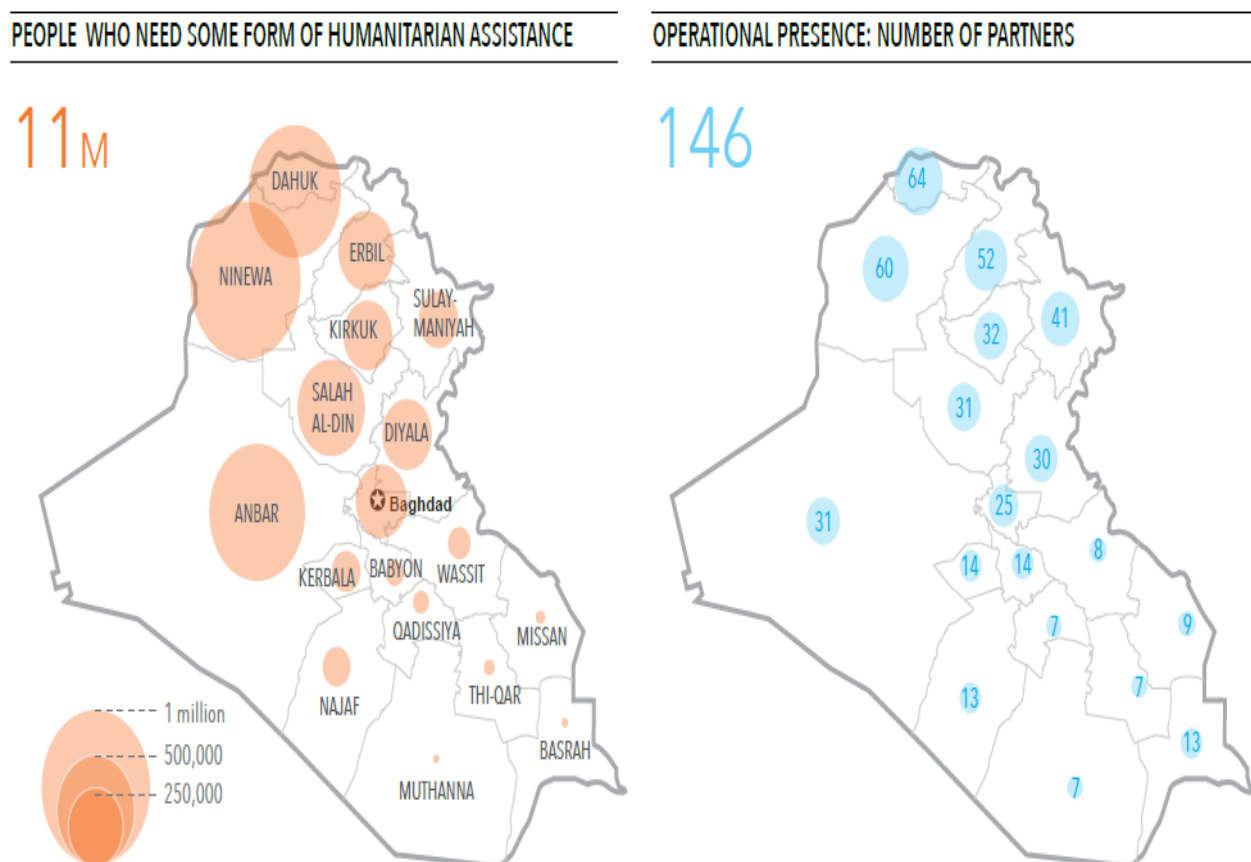 PEOPLE WHO NEED SOME FORM OF HUMANITARIAN ASSISTANCE
11M
DAHUK
NINEWA
ERBIL
SULAY-
MANIYAH
KIRKUK
SALAH
AL-DIN
DIYALA
ANBAR
Baghdad
KERBALA
BABYON
WASSIT
QADISSIYA
MISSAN
NAJAF
THI-QAR
BASRAH
MUTHANNA
1 million
500,000
250,000
OPERATIONAL PRESENCE: NUMBER OF PARTNERS
146
64
60
52
41
32
31
30
25
31
8
14
14
7
9
7
13
13
7